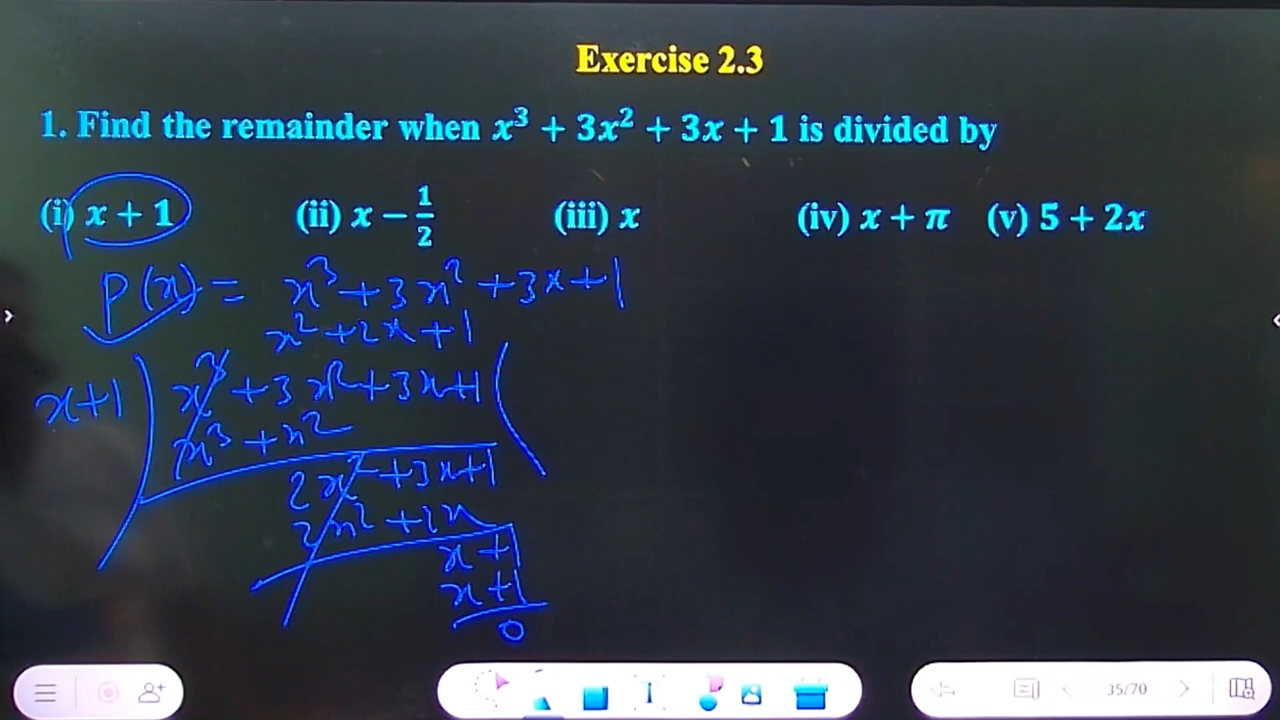 Exercise 2.3
1. Find the remainder when x³ + 3x² + 3x + 1 is divided by
(i) x + 1 (ii) x − 1/2 (iii) x (iv) x + π (v) 5 + 2x
P(x) = x³ + 3x² + 3x + 1
x² + 2x + 1
x+1 ) x³ + 3x² + 3x + 1 (
x³ + x²
2x² + 3x + 1
2x² + 2x
x + 1
x + 1
0
35/70